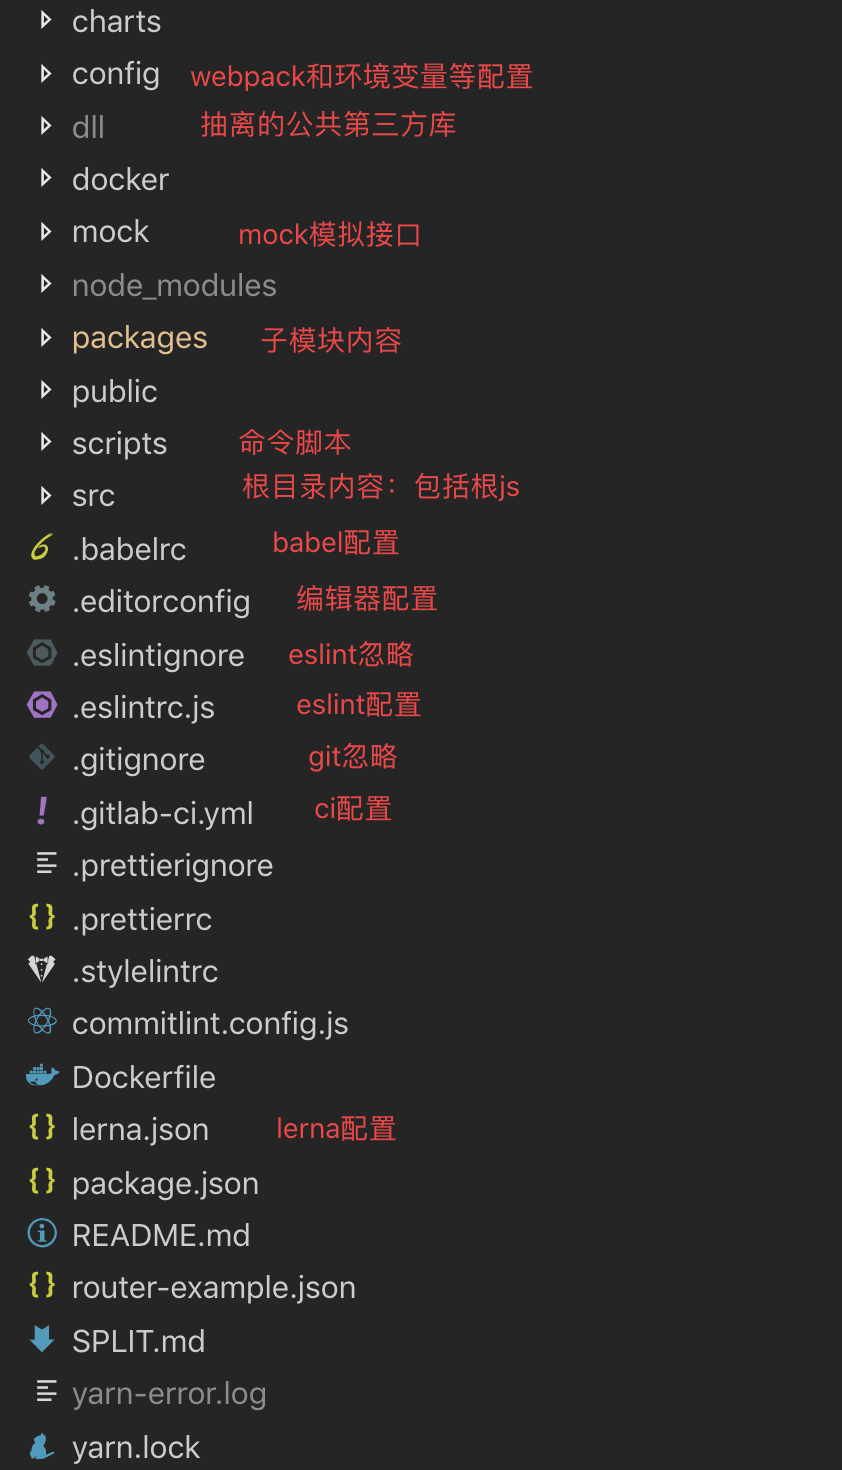 charts
config webpack和环境变量等配置
dll 抽离的公共第三方库
docker
mock mock模拟接口
node_modules
packages 子模块内容
public
scripts 命令脚本
src 根目录内容：包括根js
.babelrc babel配置
.editorconfig 编辑器配置
.eslintignore eslint忽略
.eslintrc.js eslint配置
.gitignore git忽略
.gitlab-ci.yml ci配置
.prettierignore
.prettierrc
.stylelintrc
commitlint.config.js
Dockerfile
lerna.json lerna配置
package.json
README.md
router-example.json
SPLIT.md
yarn-error.log
yarn.lock